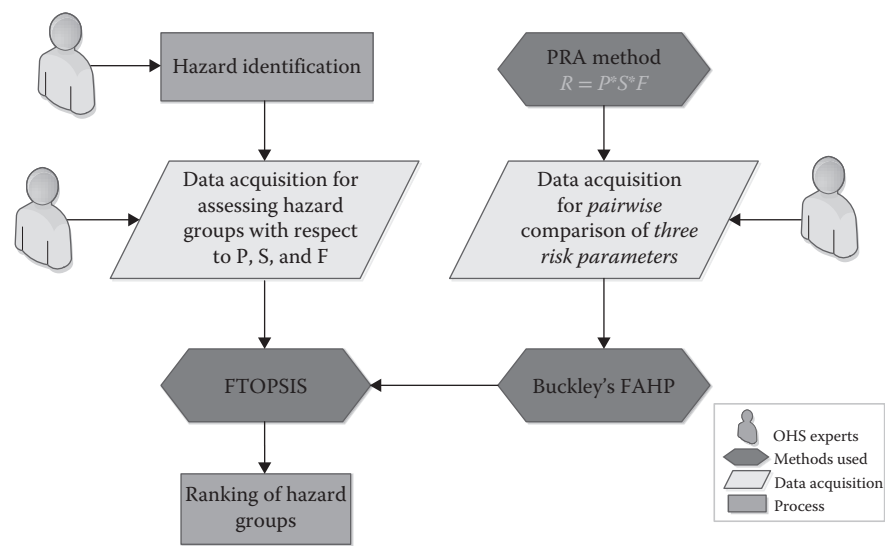 Hazard identification
PRA method
R = P*S*F
Data acquisition for
assessing hazard
groups with respect
to P, S, and F
Data acquisition
for pairwise
comparison of three
risk parameters
FTOPSIS
Buckley's FAHP
Ranking of hazard
groups
OHS experts
Methods used
Data acquisition
Process